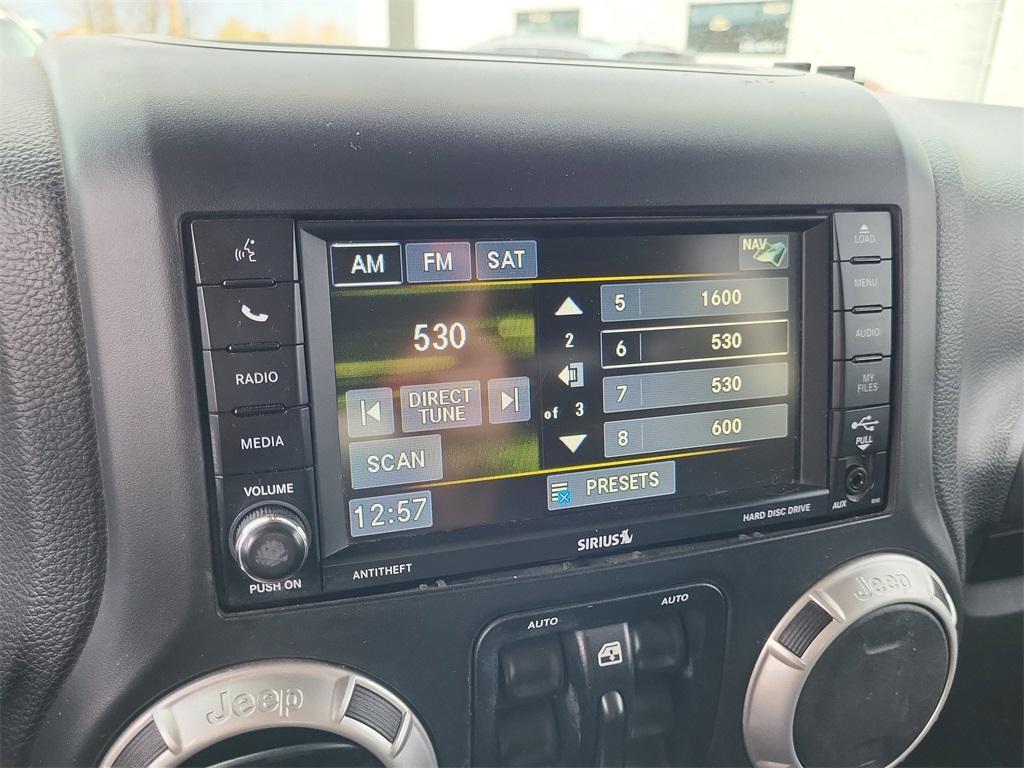 AM FM SAT NAV
LOAD
MENU
AUDIO
MY
FILES
PULL
AUX
RADIO
MEDIA
VOLUME
PUSH ON
530
DIRECT
TUNE
SCAN
12:57
2
of 3
5 1600
6 530
7 530
8 600
PRESETS
ANTITHEFT
SIRIUS
HARD DISC DRIVE
AUTO AUTO
Jeep
Jeep